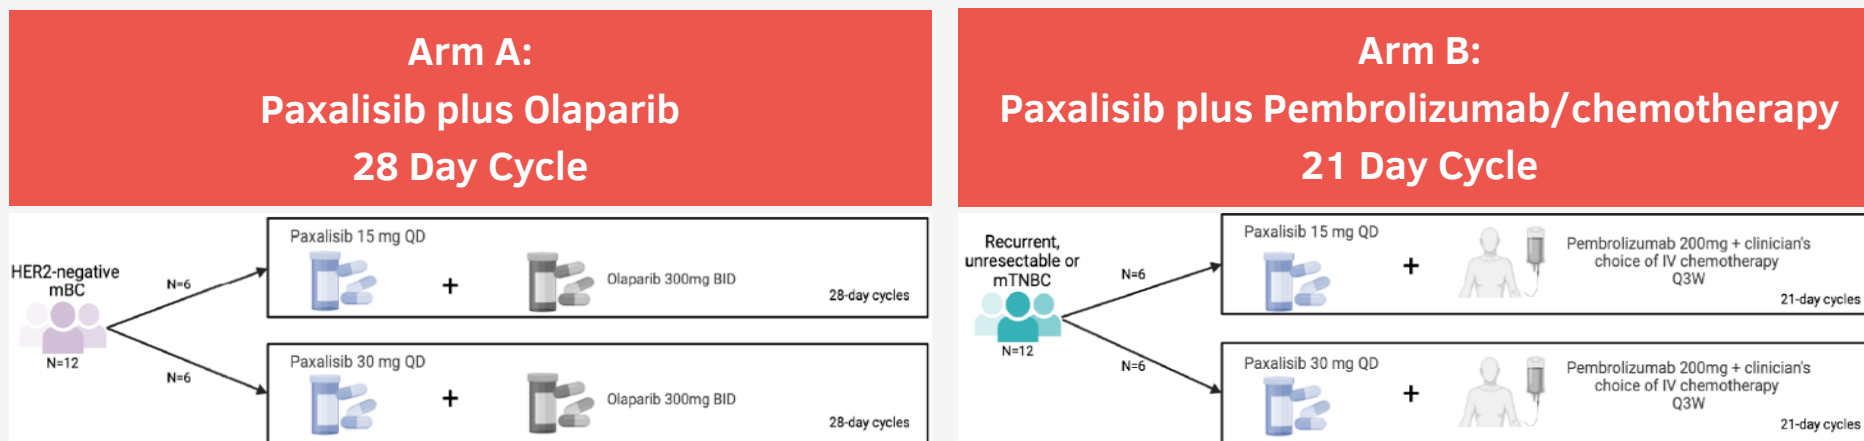 Arm A:
Paxalisib plus Olaparib
28 Day Cycle
HER2-negative
mBC
N=12
N=6
N=6
Paxalisib 15 mg QD
+
Olaparib 300mg BID
28-day cycles
Paxalisib 30 mg QD
+
Olaparib 300mg BID
28-day cycles
Arm B:
Paxalisib plus Pembrolizumab/chemotherapy
21 Day Cycle
Recurrent,
unresectable or
mTNBC
N=12
N=6
N=6
Paxalisib 15 mg QD
+
Pembrolizumab 200mg + clinician's
choice of IV chemotherapy
Q3W
21-day cycles
Paxalisib 30 mg QD
+
Pembrolizumab 200mg + clinician's
choice of IV chemotherapy
Q3W
21-day cycles